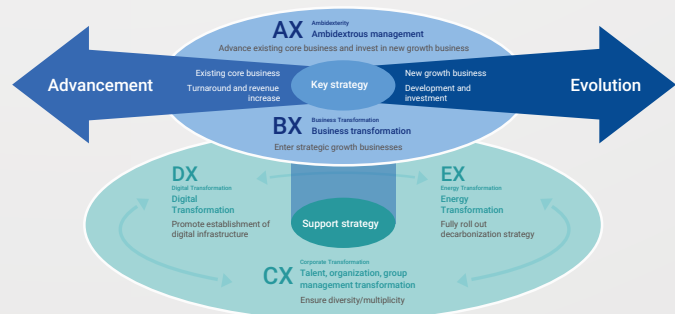 AX
Ambidexterity
Ambidextrous management
Advance existing core business and invest in new growth business
Advancement
Existing core business
Turnaround and revenue
increase
Key strategy
New growth business
Development and
investment
Evolution
BX
Business Transformation
Business transformation
Enter strategic growth businesses
DX
Digital Transformation
Digital
Transformation
Promote establishment of
digital infrastructure
EX
Energy Transformation
Energy
Transformation
Fully roll out
decarbonization strategy
Support strategy
CX
Corporate Transformation
Talent, organization, group
management transformation
Ensure diversity/multiplicity